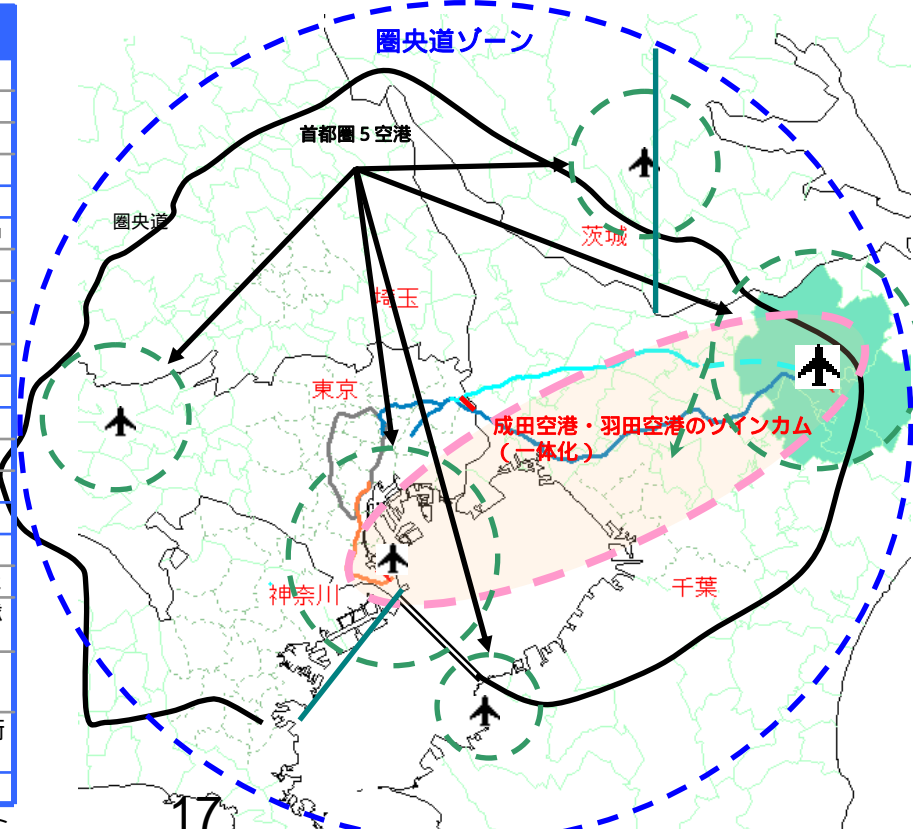 圏央道ゾーン
首都圏５空港
圏央道
茨城
埼玉
東京
成田空港・羽田空港のツインカム
（一体化）
千葉
神奈川
17